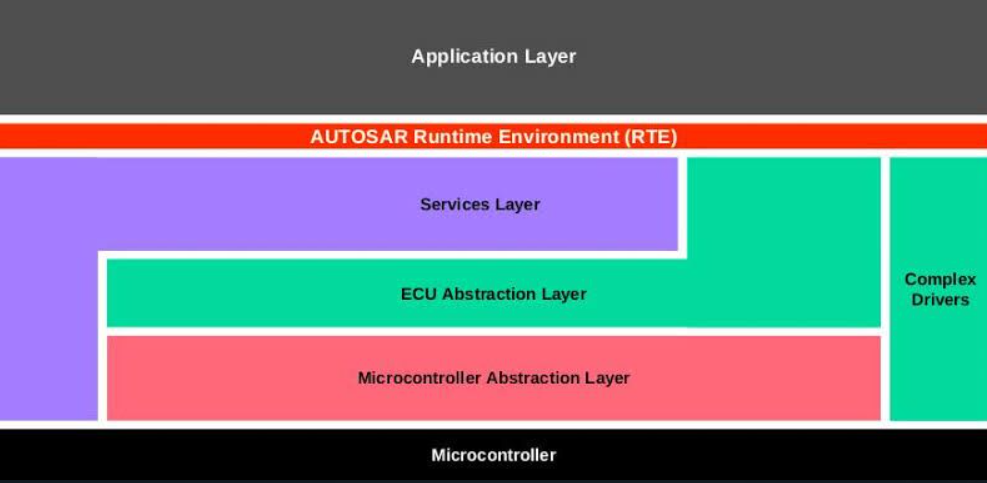 Application Layer
AUTOSAR Runtime Environment (RTE)
Services Layer
ECU Abstraction Layer
Complex
Drivers
Microcontroller Abstraction Layer
Microcontroller